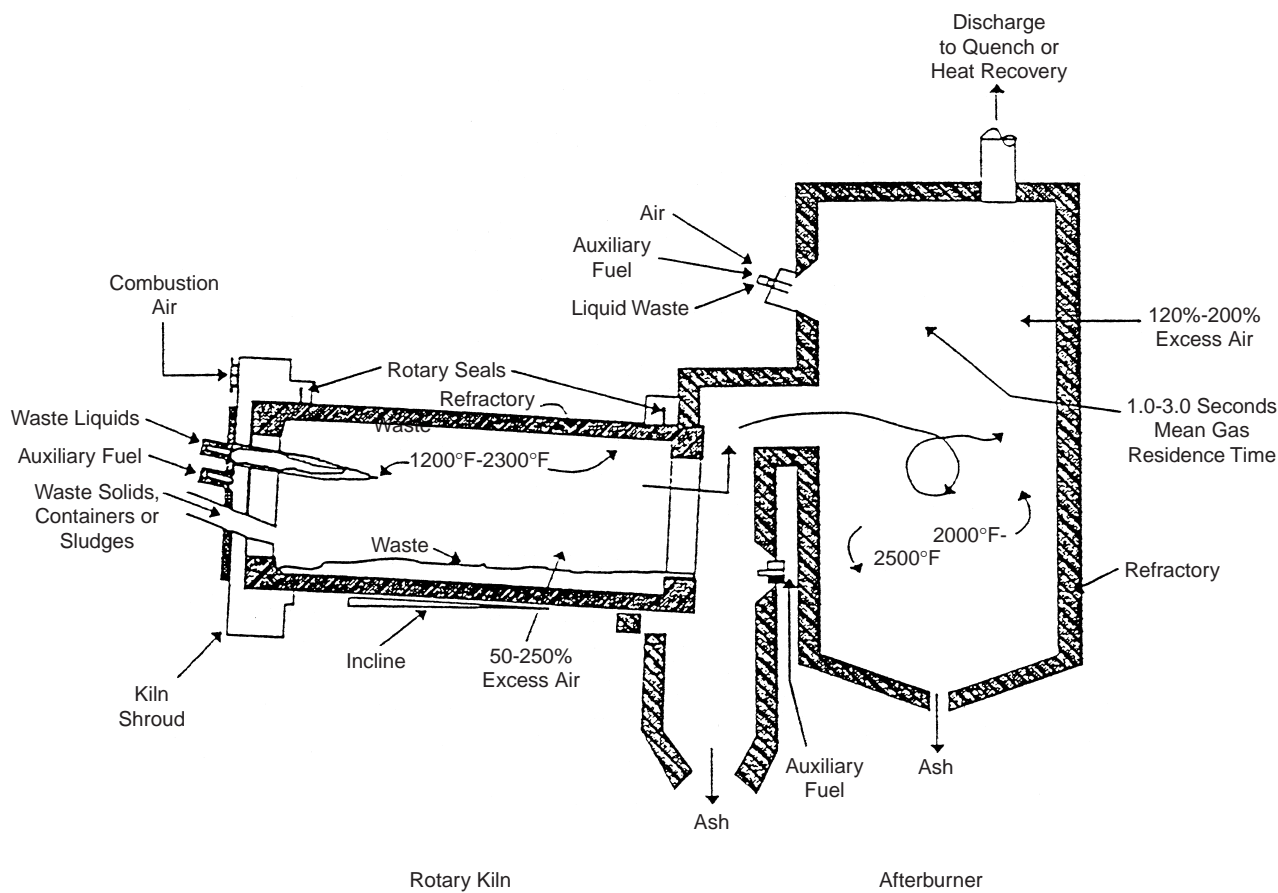 Discharge
to Quench or
Heat Recovery
Air
Auxiliary
Fuel
Liquid Waste
Combustion
Air
120%-200%
Excess Air
Rotary Seals
Refractory
1.0-3.0 Seconds
Mean Gas
Residence Time
Waste Liquids
Waste
Auxiliary Fuel
1200°F-2300°F
Waste Solids,
Containers or
Sludges
Waste
2000°F-
2500°F
Refractory
Incline
50-250%
Excess Air
Kiln
Shroud
Auxiliary
Fuel
Ash
Ash
Rotary Kiln
Afterburner